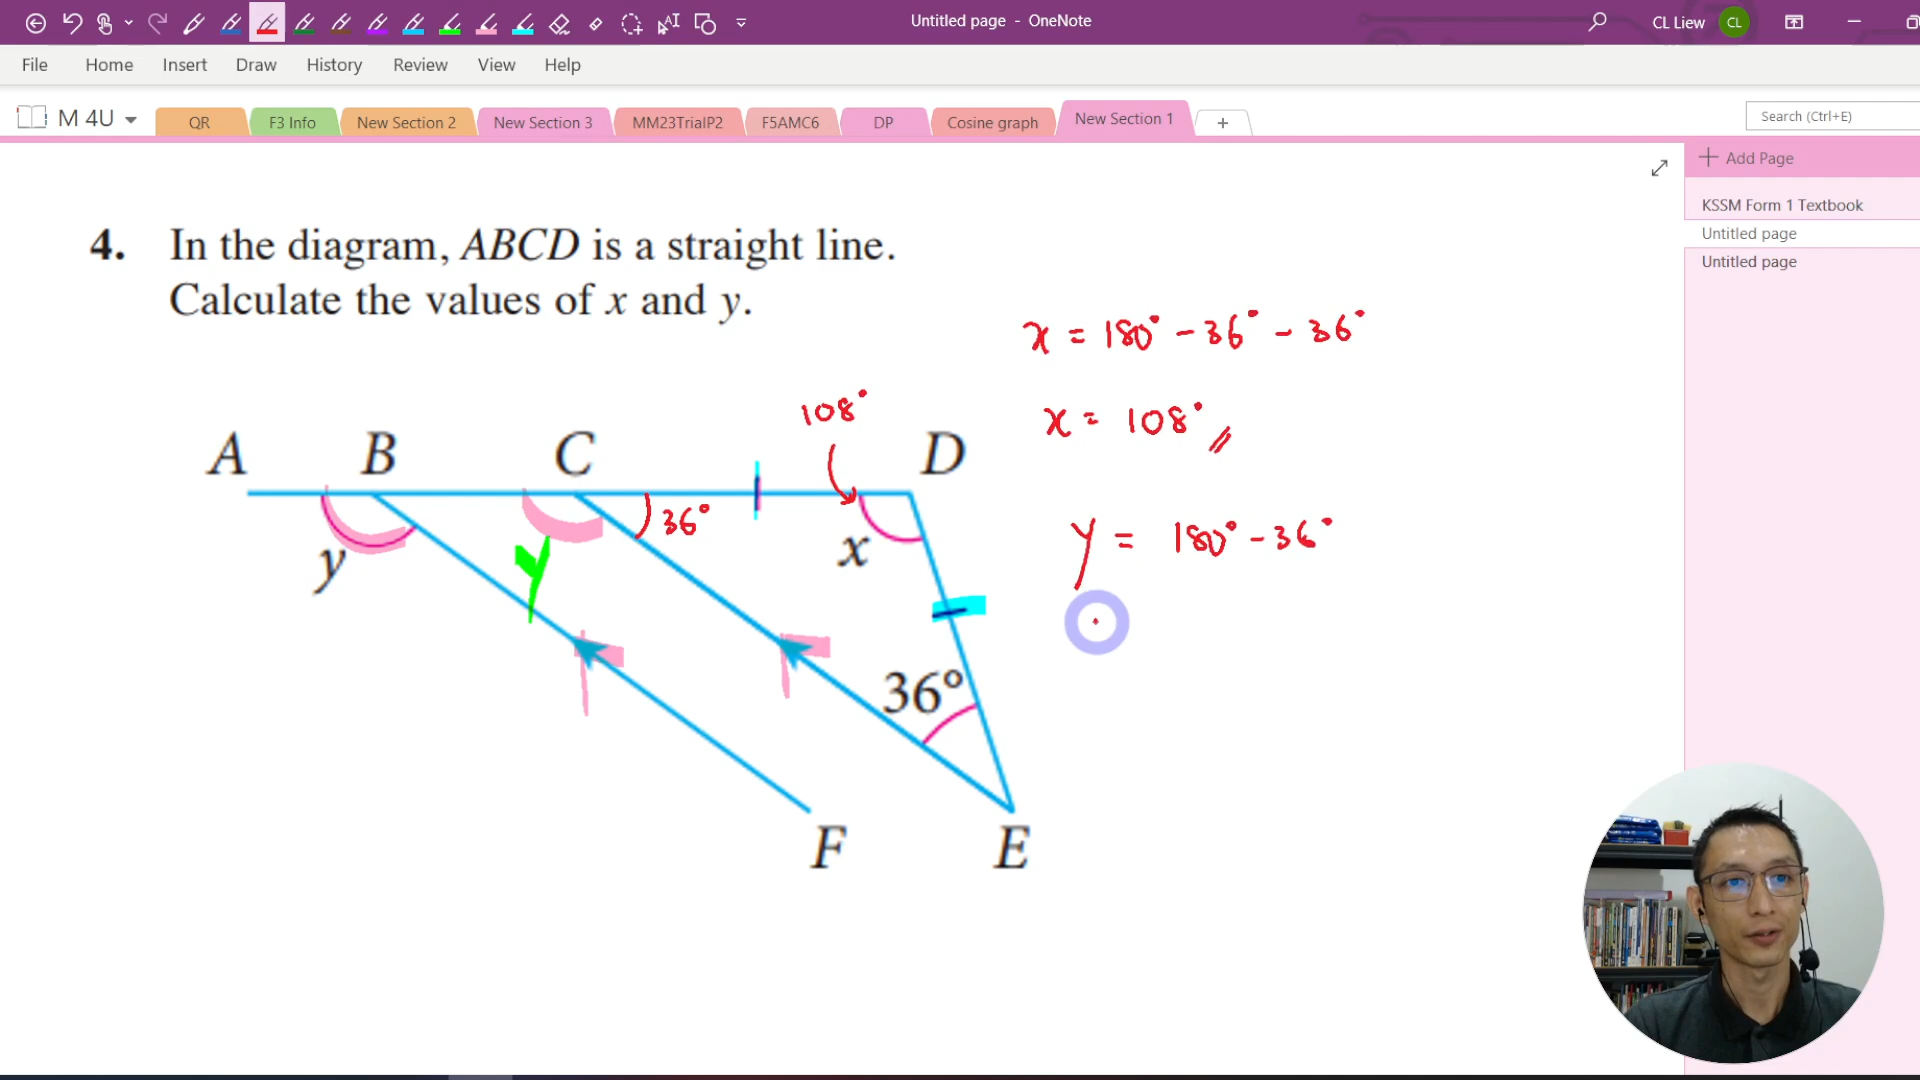 Untitled page - OneNote
CL Liew
CL
File Home Insert Draw History Review View Help
M 4U
QR
F3 Info
New Section 2
New Section 3
MM23TrialP2
F5AMC6
DP
Cosine graph
New Section 1
+
Search (Ctrl+E)
Add Page
KSSM Form 1 Textbook
Untitled page
Untitled page
4. In the diagram, ABCD is a straight line.
Calculate the values of x and y.
x = 180° - 36° - 36°
x = 108°
y = 180° - 36°
108°
A B C D
36°
y
y
x
36°
F E